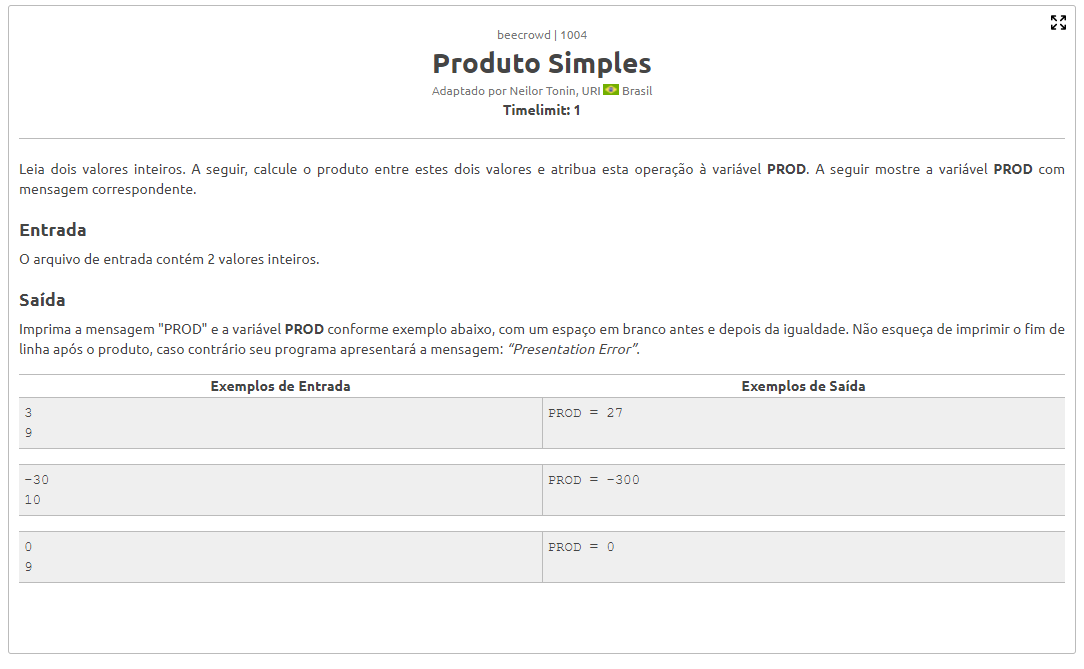 beecrowd | 1004
Produto Simples
Adaptado por Neilor Tonin, URI Brasil
Timelimit: 1
Leia dois valores inteiros. A seguir, calcule o produto entre estes dois valores e atribua esta operação à variável PROD. A seguir mostre a variável PROD com
mensagem correspondente.
Entrada
O arquivo de entrada contém 2 valores inteiros.
Saída
Imprima a mensagem "PROD" e a variável PROD conforme exemplo abaixo, com um espaço em branco antes e depois da igualdade. Não esqueça de imprimir o fim de
linha após o produto, caso contrário seu programa apresentará a mensagem: “Presentation Error”.
Exemplos de Entrada Exemplos de Saída
3 PROD = 27
9
-30 PROD = -300
10
0 PROD = 0
9